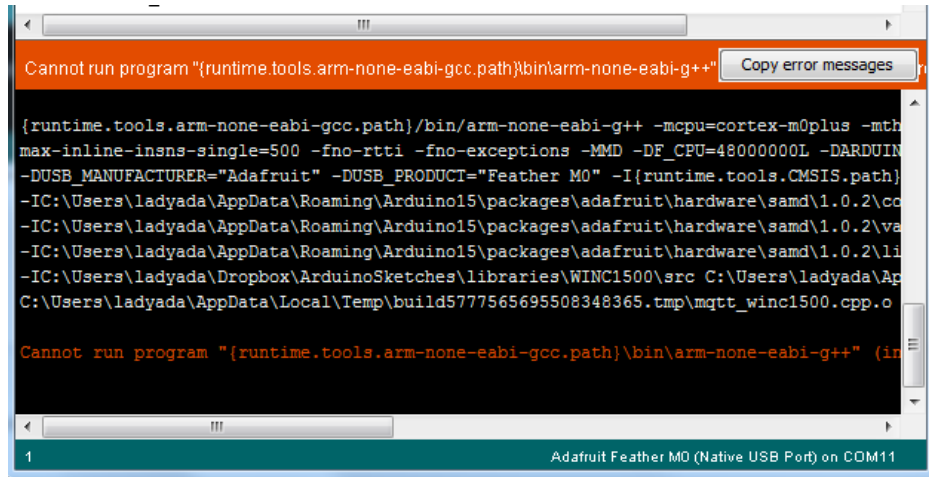 Cannot run program "{runtime.tools.arm-none-eabi-gcc.path}\bin\arm-none-eabi-g++"
Copy error messages
{runtime.tools.arm-none-eabi-gcc.path}/bin/arm-none-eabi-g++ -mcpu=cortex-m0plus -mth
max-inline-insns-single=500 -fno-rtti -fno-exceptions -MMD -DF_CPU=48000000L -DARDUIN
-DUSB_MANUFACTURER="Adafruit" -DUSB_PRODUCT="Feather M0" -I{runtime.tools.CMSIS.path}
-IC:\Users\ladyada\AppData\Roaming\Arduino15\packages\adafruit\hardware\samd\1.0.2\co
-IC:\Users\ladyada\AppData\Roaming\Arduino15\packages\adafruit\hardware\samd\1.0.2\va
-IC:\Users\ladyada\AppData\Roaming\Arduino15\packages\adafruit\hardware\samd\1.0.2\li
-IC:\Users\ladyada\Dropbox\ArduinoSketches\libraries\WINC1500\src C:\Users\ladyada\Ap
C:\Users\ladyada\AppData\Local\Temp\build5777565695508348365.tmp\mqtt_winc1500.cpp.o
Cannot run program "{runtime.tools.arm-none-eabi-gcc.path}\bin\arm-none-eabi-g++" (in
1
Adafruit Feather M0 (Native USB Port) on COM11